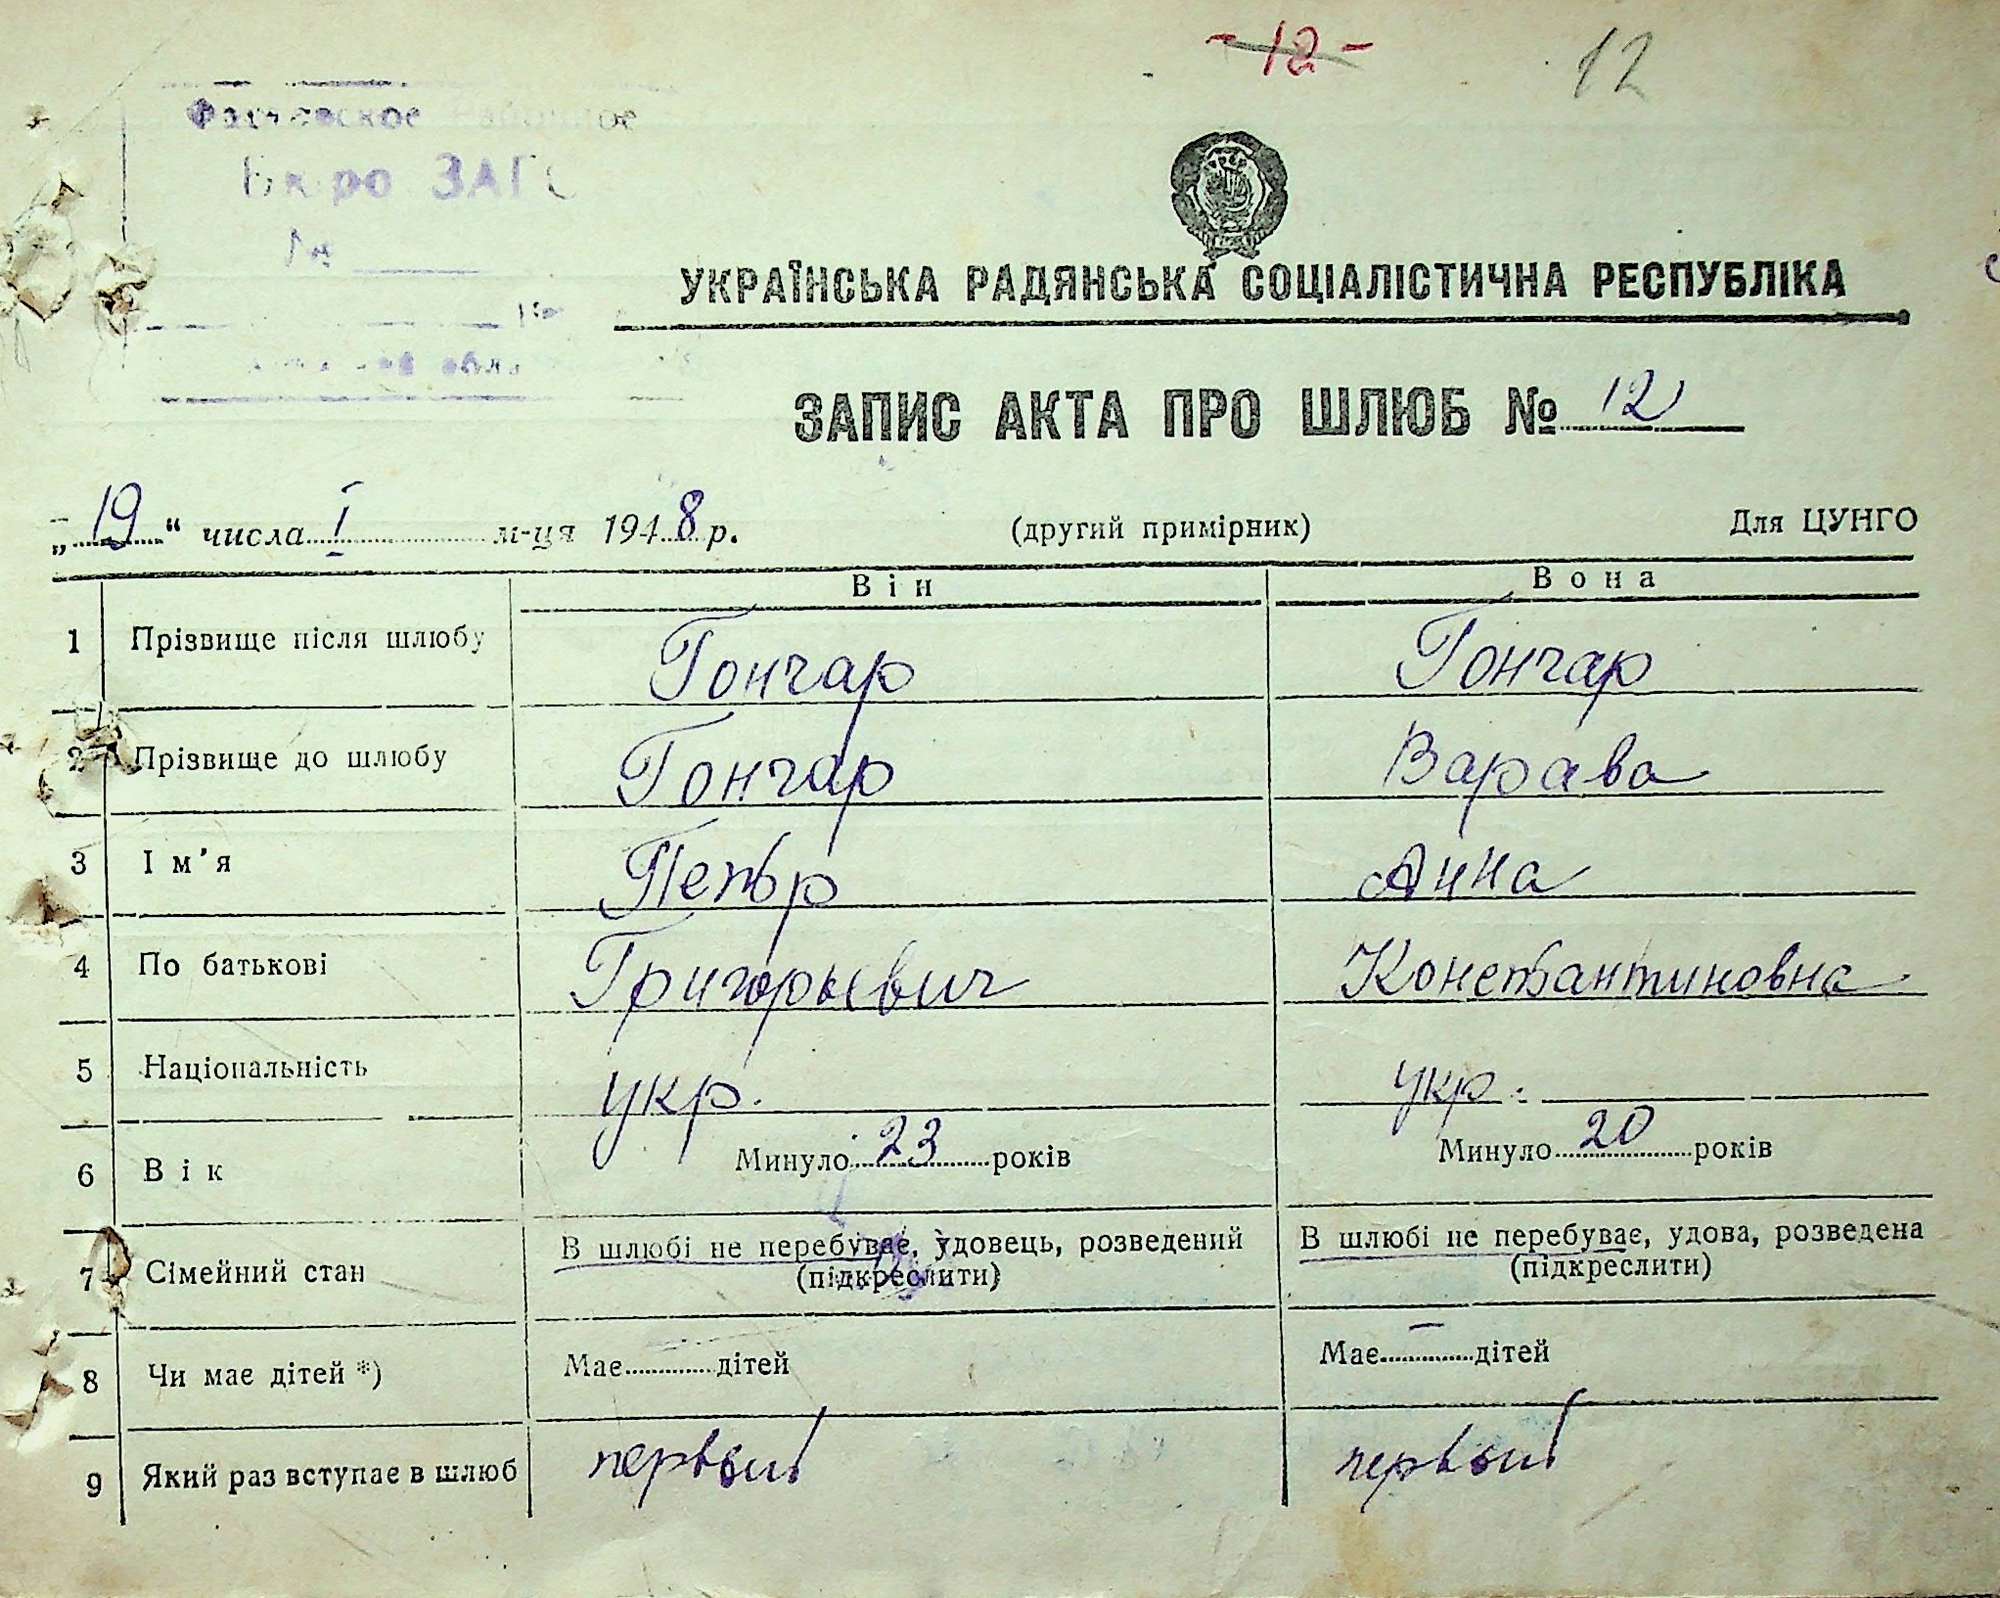 - 12 -
12
Бюро ЗАГС
УКРАЇНСЬКА РАДЯНСЬКА СОЦІАЛІСТИЧНА РЕСПУБЛІКА
ЗАПИС АКТА ПРО ШЛЮБ № 12
„19“ числа I м-ця 1948 р. (другий примірник) Для ЦУНГО
Він Вона
1 Прізвище після шлюбу Гончар Гончар
2 Прізвище до шлюбу Гончар Варава
3 Ім’я Петр Анна
4 По батькові Григорьевич Константиновна
5 Національність укр. укр.
6 Вік Минуло 23 років Минуло 20 років
7 Сімейний стан В шлюбі не перебуває, удовець, розведений В шлюбі не перебуває, удова, розведена
(підкреслити) (підкреслити)
8 Чи має дітей *) Має дітей Має — дітей
9 Який раз вступає в шлюб первый первый